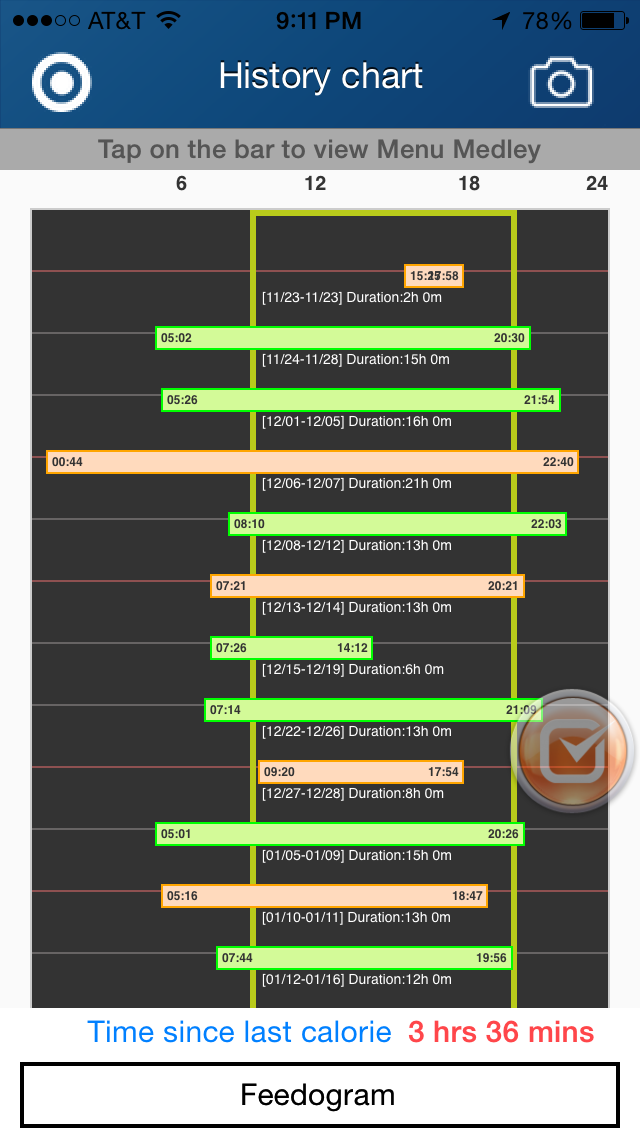 AT&T 9:11 PM 78%
History chart
Tap on the bar to view Menu Medley
6 12 18 24
17:58
[11/23-11/23] Duration:2h 0m
05:02 20:30
[11/24-11/28] Duration:15h 0m
05:26 21:54
[12/01-12/05] Duration:16h 0m
00:44 22:40
[12/06-12/07] Duration:21h 0m
08:10 22:03
[12/08-12/12] Duration:13h 0m
07:21 20:21
[12/13-12/14] Duration:13h 0m
07:26 14:12
[12/15-12/19] Duration:6h 0m
07:14 21:09
[12/22-12/26] Duration:13h 0m
09:20 17:54
[12/27-12/28] Duration:8h 0m
05:01 20:26
[01/05-01/09] Duration:15h 0m
05:16 18:47
[01/10-01/11] Duration:13h 0m
07:44 19:56
[01/12-01/16] Duration:12h 0m
Time since last calorie 3 hrs 36 mins
Feedogram